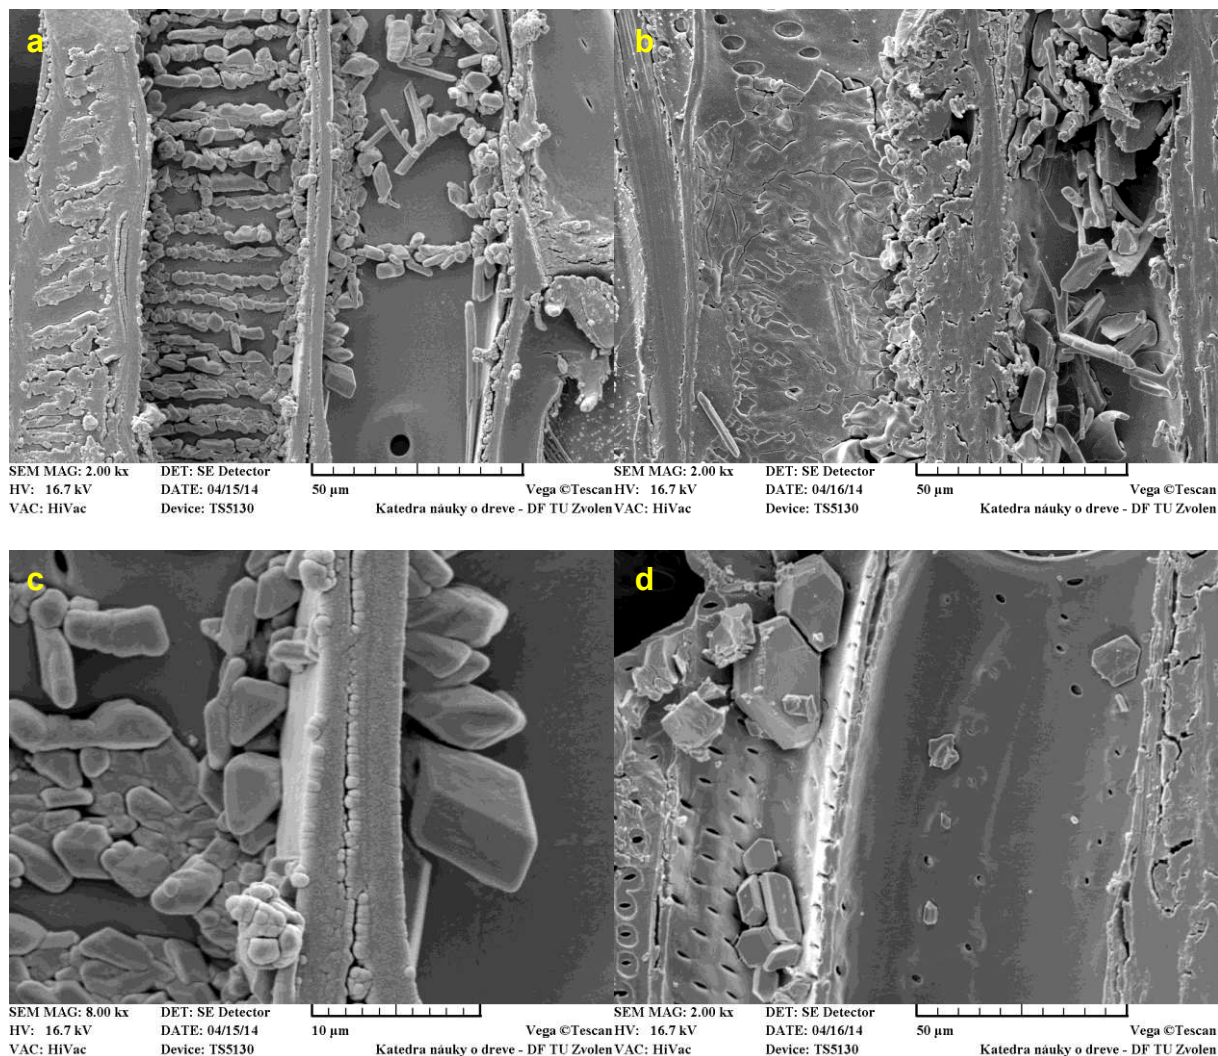 a
b
SEM MAG: 2.00 kx DET: SE Detector
HV: 16.7 kV DATE: 04/15/14 50 µm Vega ©Tescan
VAC: HiVac Device: TS5130 Katedra náuky o dreve - DF TU Zvolen
SEM MAG: 2.00 kx DET: SE Detector
HV: 16.7 kV DATE: 04/16/14 50 µm Vega ©Tescan
VAC: HiVac Device: TS5130 Katedra náuky o dreve - DF TU Zvolen
c
d
SEM MAG: 8.00 kx DET: SE Detector
HV: 16.7 kV DATE: 04/15/14 10 µm Vega ©Tescan
VAC: HiVac Device: TS5130 Katedra náuky o dreve - DF TU Zvolen
SEM MAG: 2.00 kx DET: SE Detector
HV: 16.7 kV DATE: 04/16/14 50 µm Vega ©Tescan
VAC: HiVac Device: TS5130 Katedra náuky o dreve - DF TU Zvolen